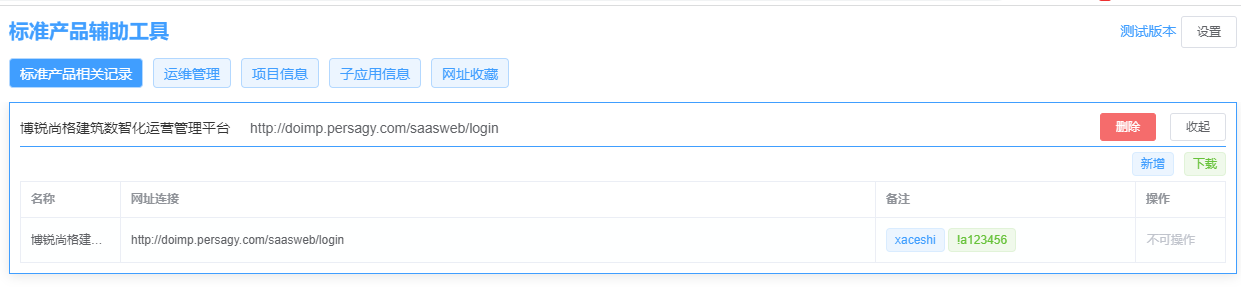 标准产品辅助工具
测试版本 设置
标准产品相关记录 运维管理 项目信息 子应用信息 网址收藏
博锐尚格建筑数智化运营管理平台 http://doimp.persagy.com/saasweb/login 删除 收起
新增 下载
名称 网址连接 备注 操作
博锐尚格建... http://doimp.persagy.com/saasweb/login xaceshi !a123456 不可操作